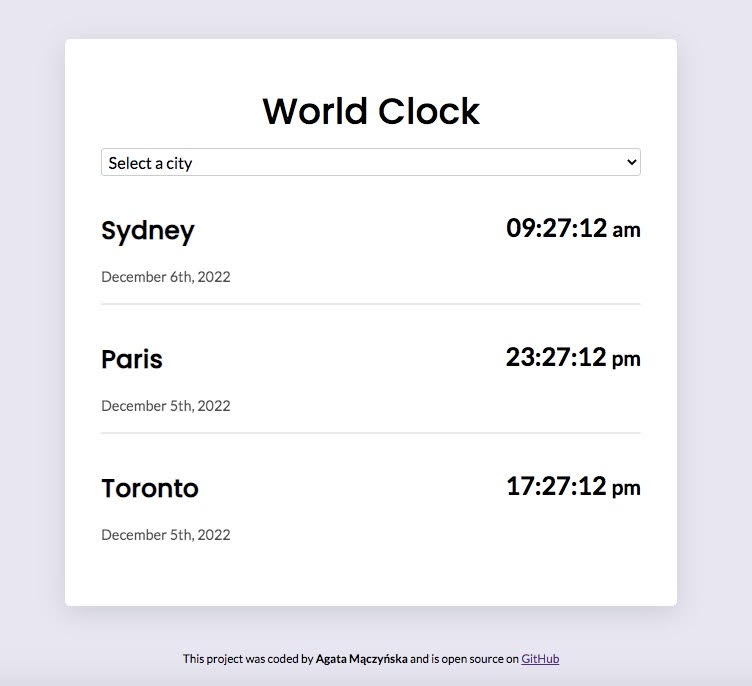 World Clock
Select a city
Sydney 09:27:12 am
December 6th, 2022
Paris 23:27:12 pm
December 5th, 2022
Toronto 17:27:12 pm
December 5th, 2022
This project was coded by Agata Mączyńska and is open source on GitHub